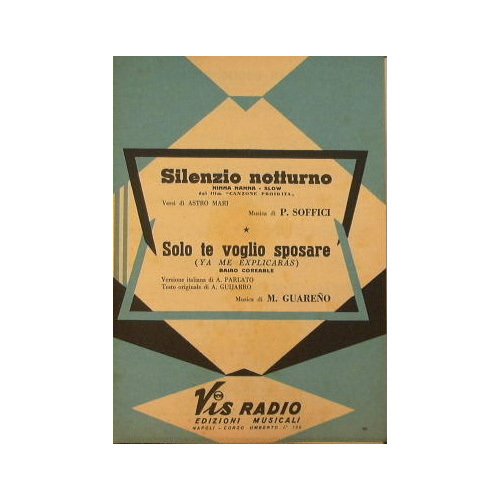 Silenzio notturno
NINNA NANNA - SLOW
dal film "CANZONE PROIBITA"
Versi di ASTRO MARI
Musica di P. SOFFICI
★
Solo te voglio sposare
(YA ME EXPLICARAS)
BAIAO COREABLE
Versione italiana di A. PARLATO
Testo originale di A. GUIJARRO
Musica di M. GUAREÑO
Vis RADIO
EDIZIONI MUSICALI
NAPOLI - CORSO UMBERTO I°